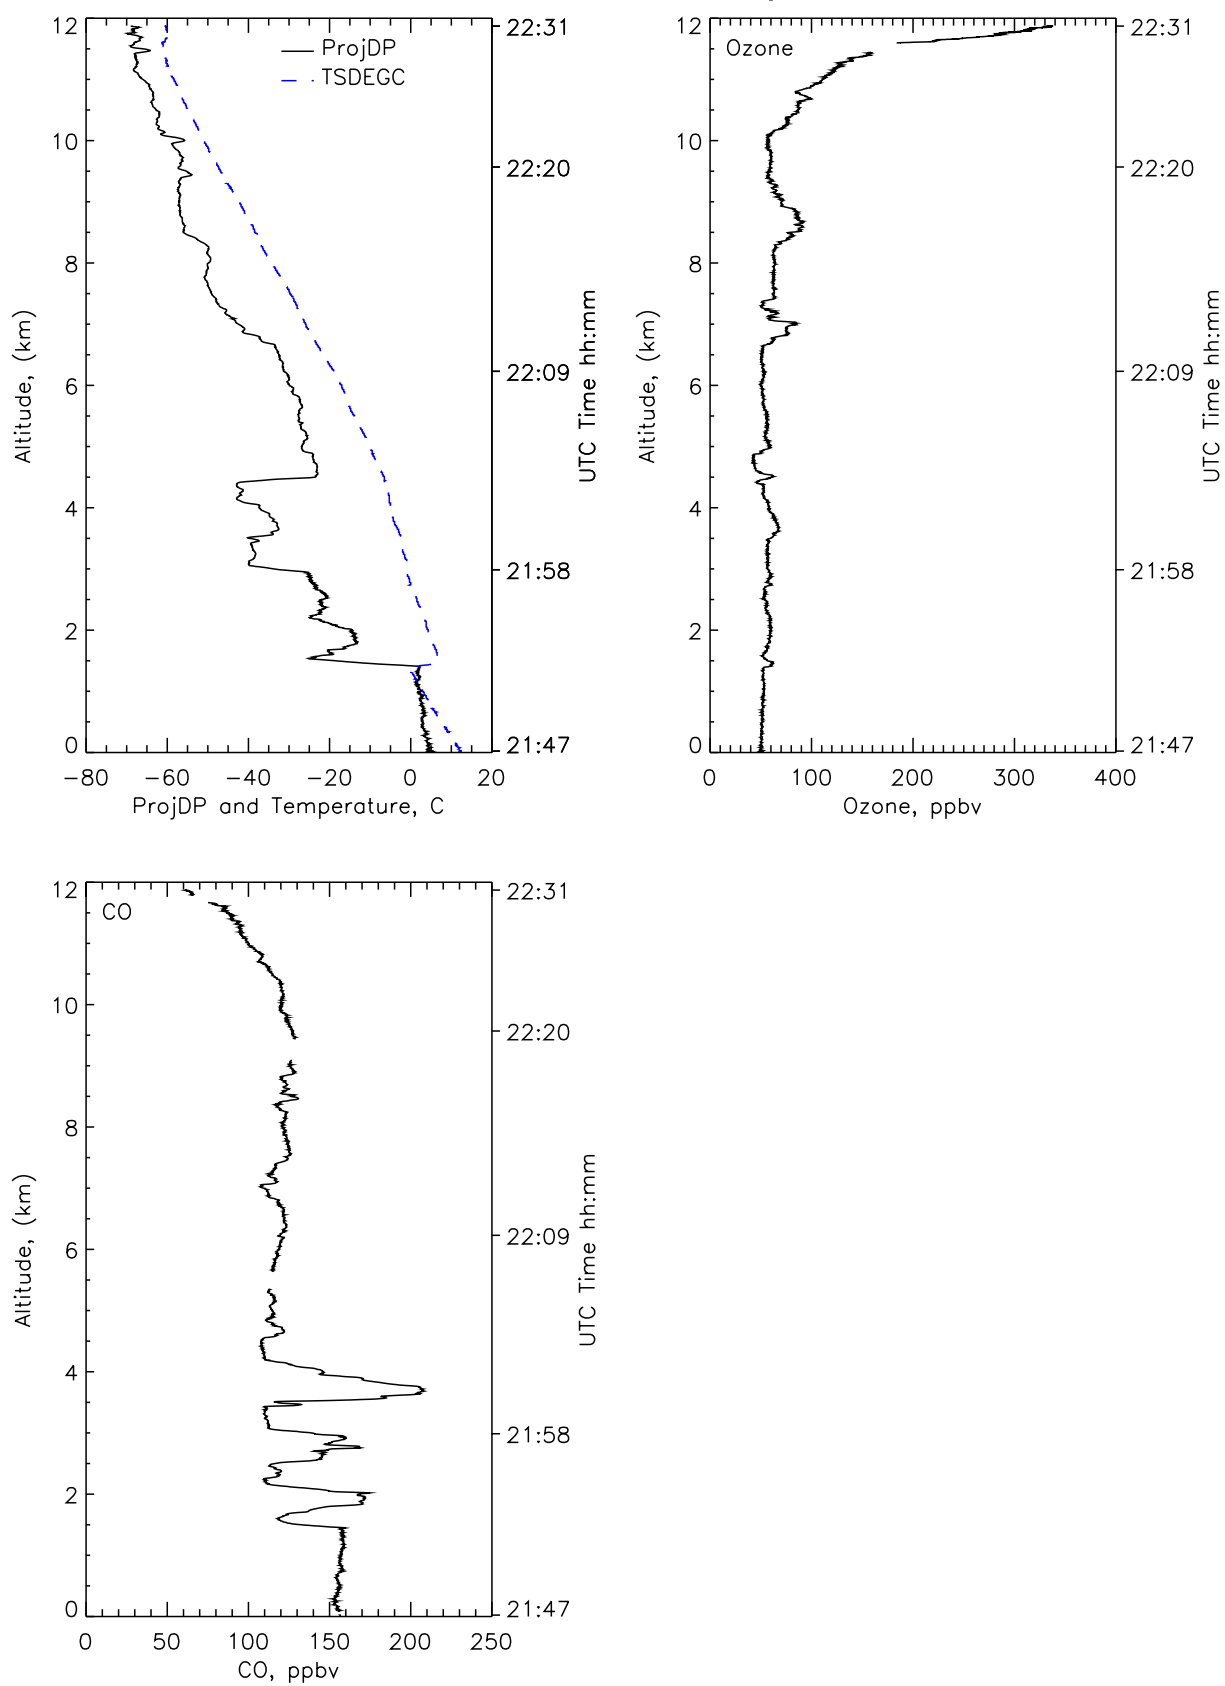 12
10
8
6
4
2
0
Altitude, (km)
ProjDP
TSDEGC
22:31
22:20
22:09
21:58
21:47
UTC Time hh:mm
−80 −60 −40 −20 0 20
ProjDP and Temperature, C
12
10
8
6
4
2
0
Altitude, (km)
Ozone
22:31
22:20
22:09
21:58
21:47
UTC Time hh:mm
0 100 200 300 400
Ozone, ppbv
12
10
8
6
4
2
0
Altitude, (km)
CO
22:31
22:20
22:09
21:58
21:47
UTC Time hh:mm
0 50 100 150 200 250
CO, ppbv